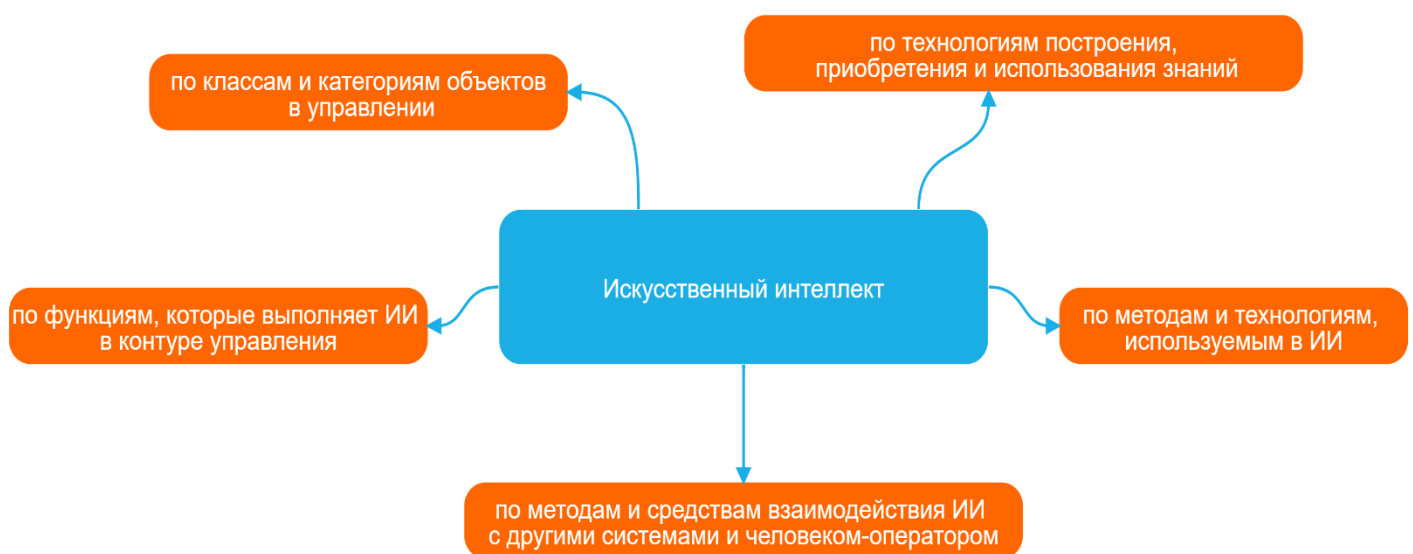 по технологиям построения,
приобретения и использования знаний
по классам и категориям объектов
в управлении
Искусственный интеллект
по функциям, которые выполняет ИИ
в контуре управления
по методам и технологиям,
используемым в ИИ
по методам и средствам взаимодействия ИИ
с другими системами и человеком-оператором